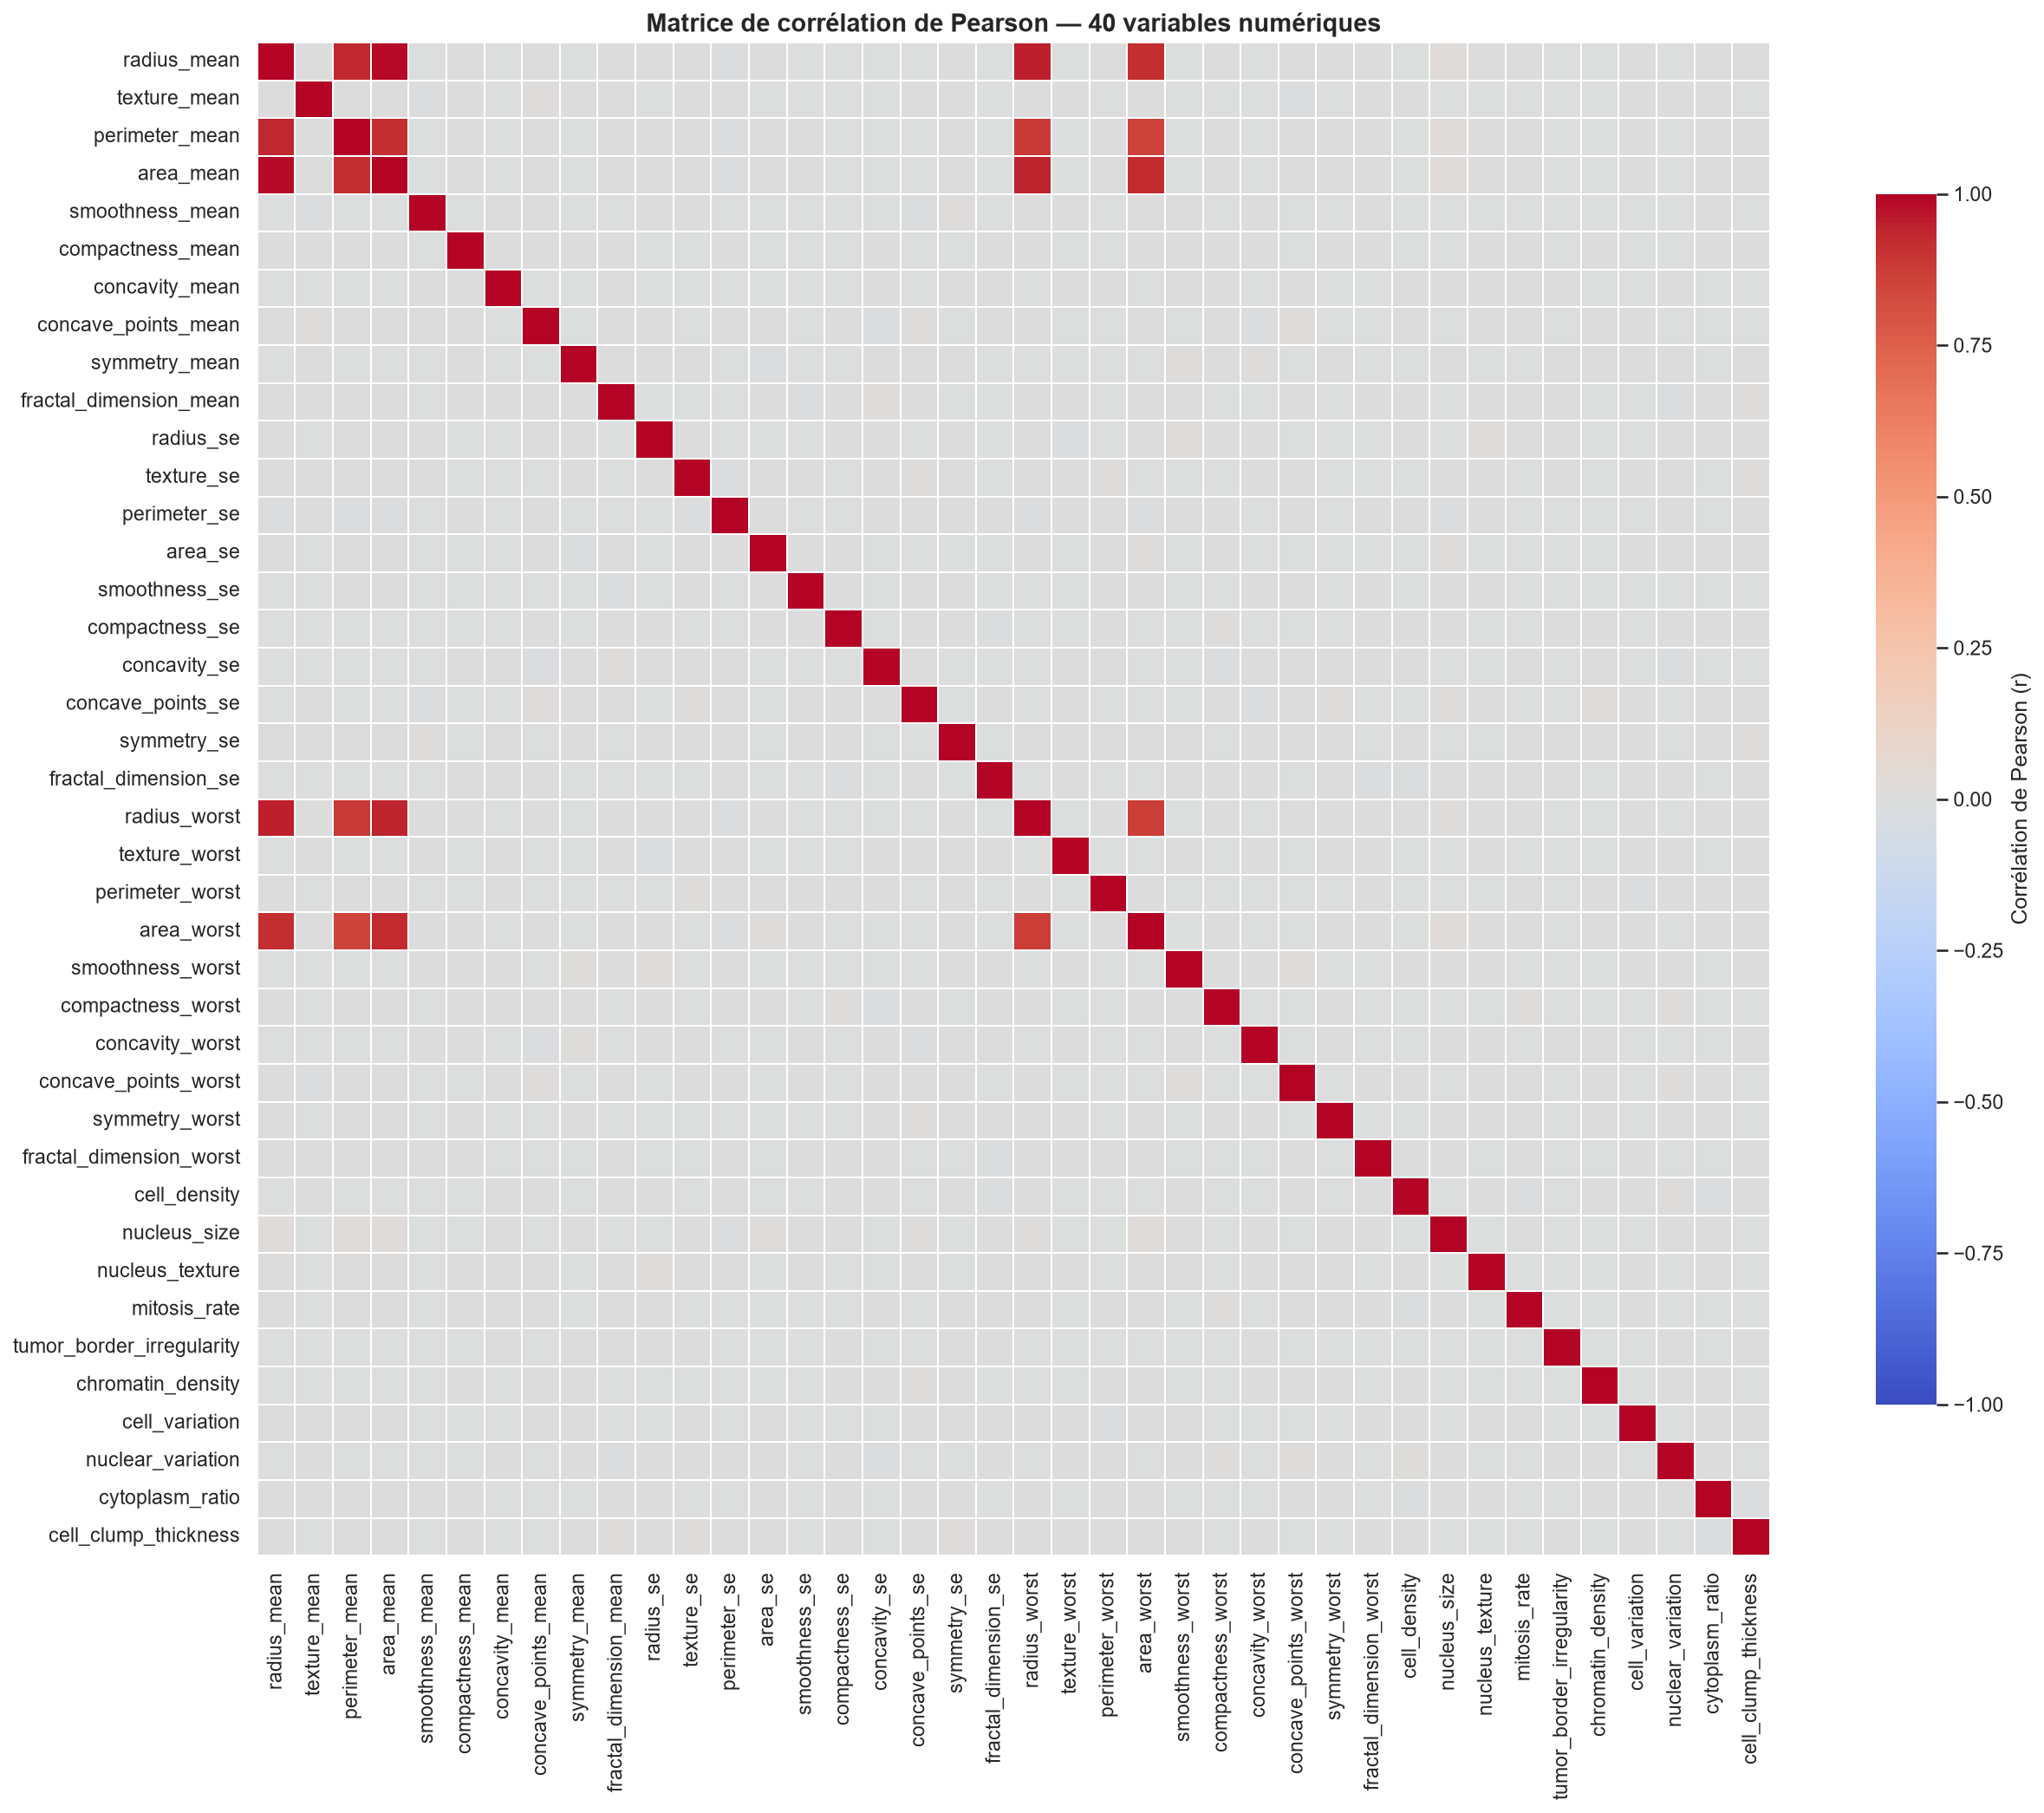 Matrice de corrélation de Pearson — 40 variables numériques
radius_mean
texture_mean
perimeter_mean
area_mean
smoothness_mean
compactness_mean
concavity_mean
concave_points_mean
symmetry_mean
fractal_dimension_mean
radius_se
texture_se
perimeter_se
area_se
smoothness_se
compactness_se
concavity_se
concave_points_se
symmetry_se
fractal_dimension_se
radius_worst
texture_worst
perimeter_worst
area_worst
smoothness_worst
compactness_worst
concavity_worst
concave_points_worst
symmetry_worst
fractal_dimension_worst
cell_density
nucleus_size
nucleus_texture
mitosis_rate
tumor_border_irregularity
chromatin_density
cell_variation
nuclear_variation
cytoplasm_ratio
cell_clump_thickness
radius_mean
texture_mean
perimeter_mean
area_mean
smoothness_mean
compactness_mean
concavity_mean
concave_points_mean
symmetry_mean
fractal_dimension_mean
radius_se
texture_se
perimeter_se
area_se
smoothness_se
compactness_se
concavity_se
concave_points_se
symmetry_se
fractal_dimension_se
radius_worst
texture_worst
perimeter_worst
area_worst
smoothness_worst
compactness_worst
concavity_worst
concave_points_worst
symmetry_worst
fractal_dimension_worst
cell_density
nucleus_size
nucleus_texture
mitosis_rate
tumor_border_irregularity
chromatin_density
cell_variation
nuclear_variation
cytoplasm_ratio
cell_clump_thickness
1.00
0.75
0.50
0.25
0.00
−0.25
−0.50
−0.75
−1.00
Corrélation de Pearson (r)